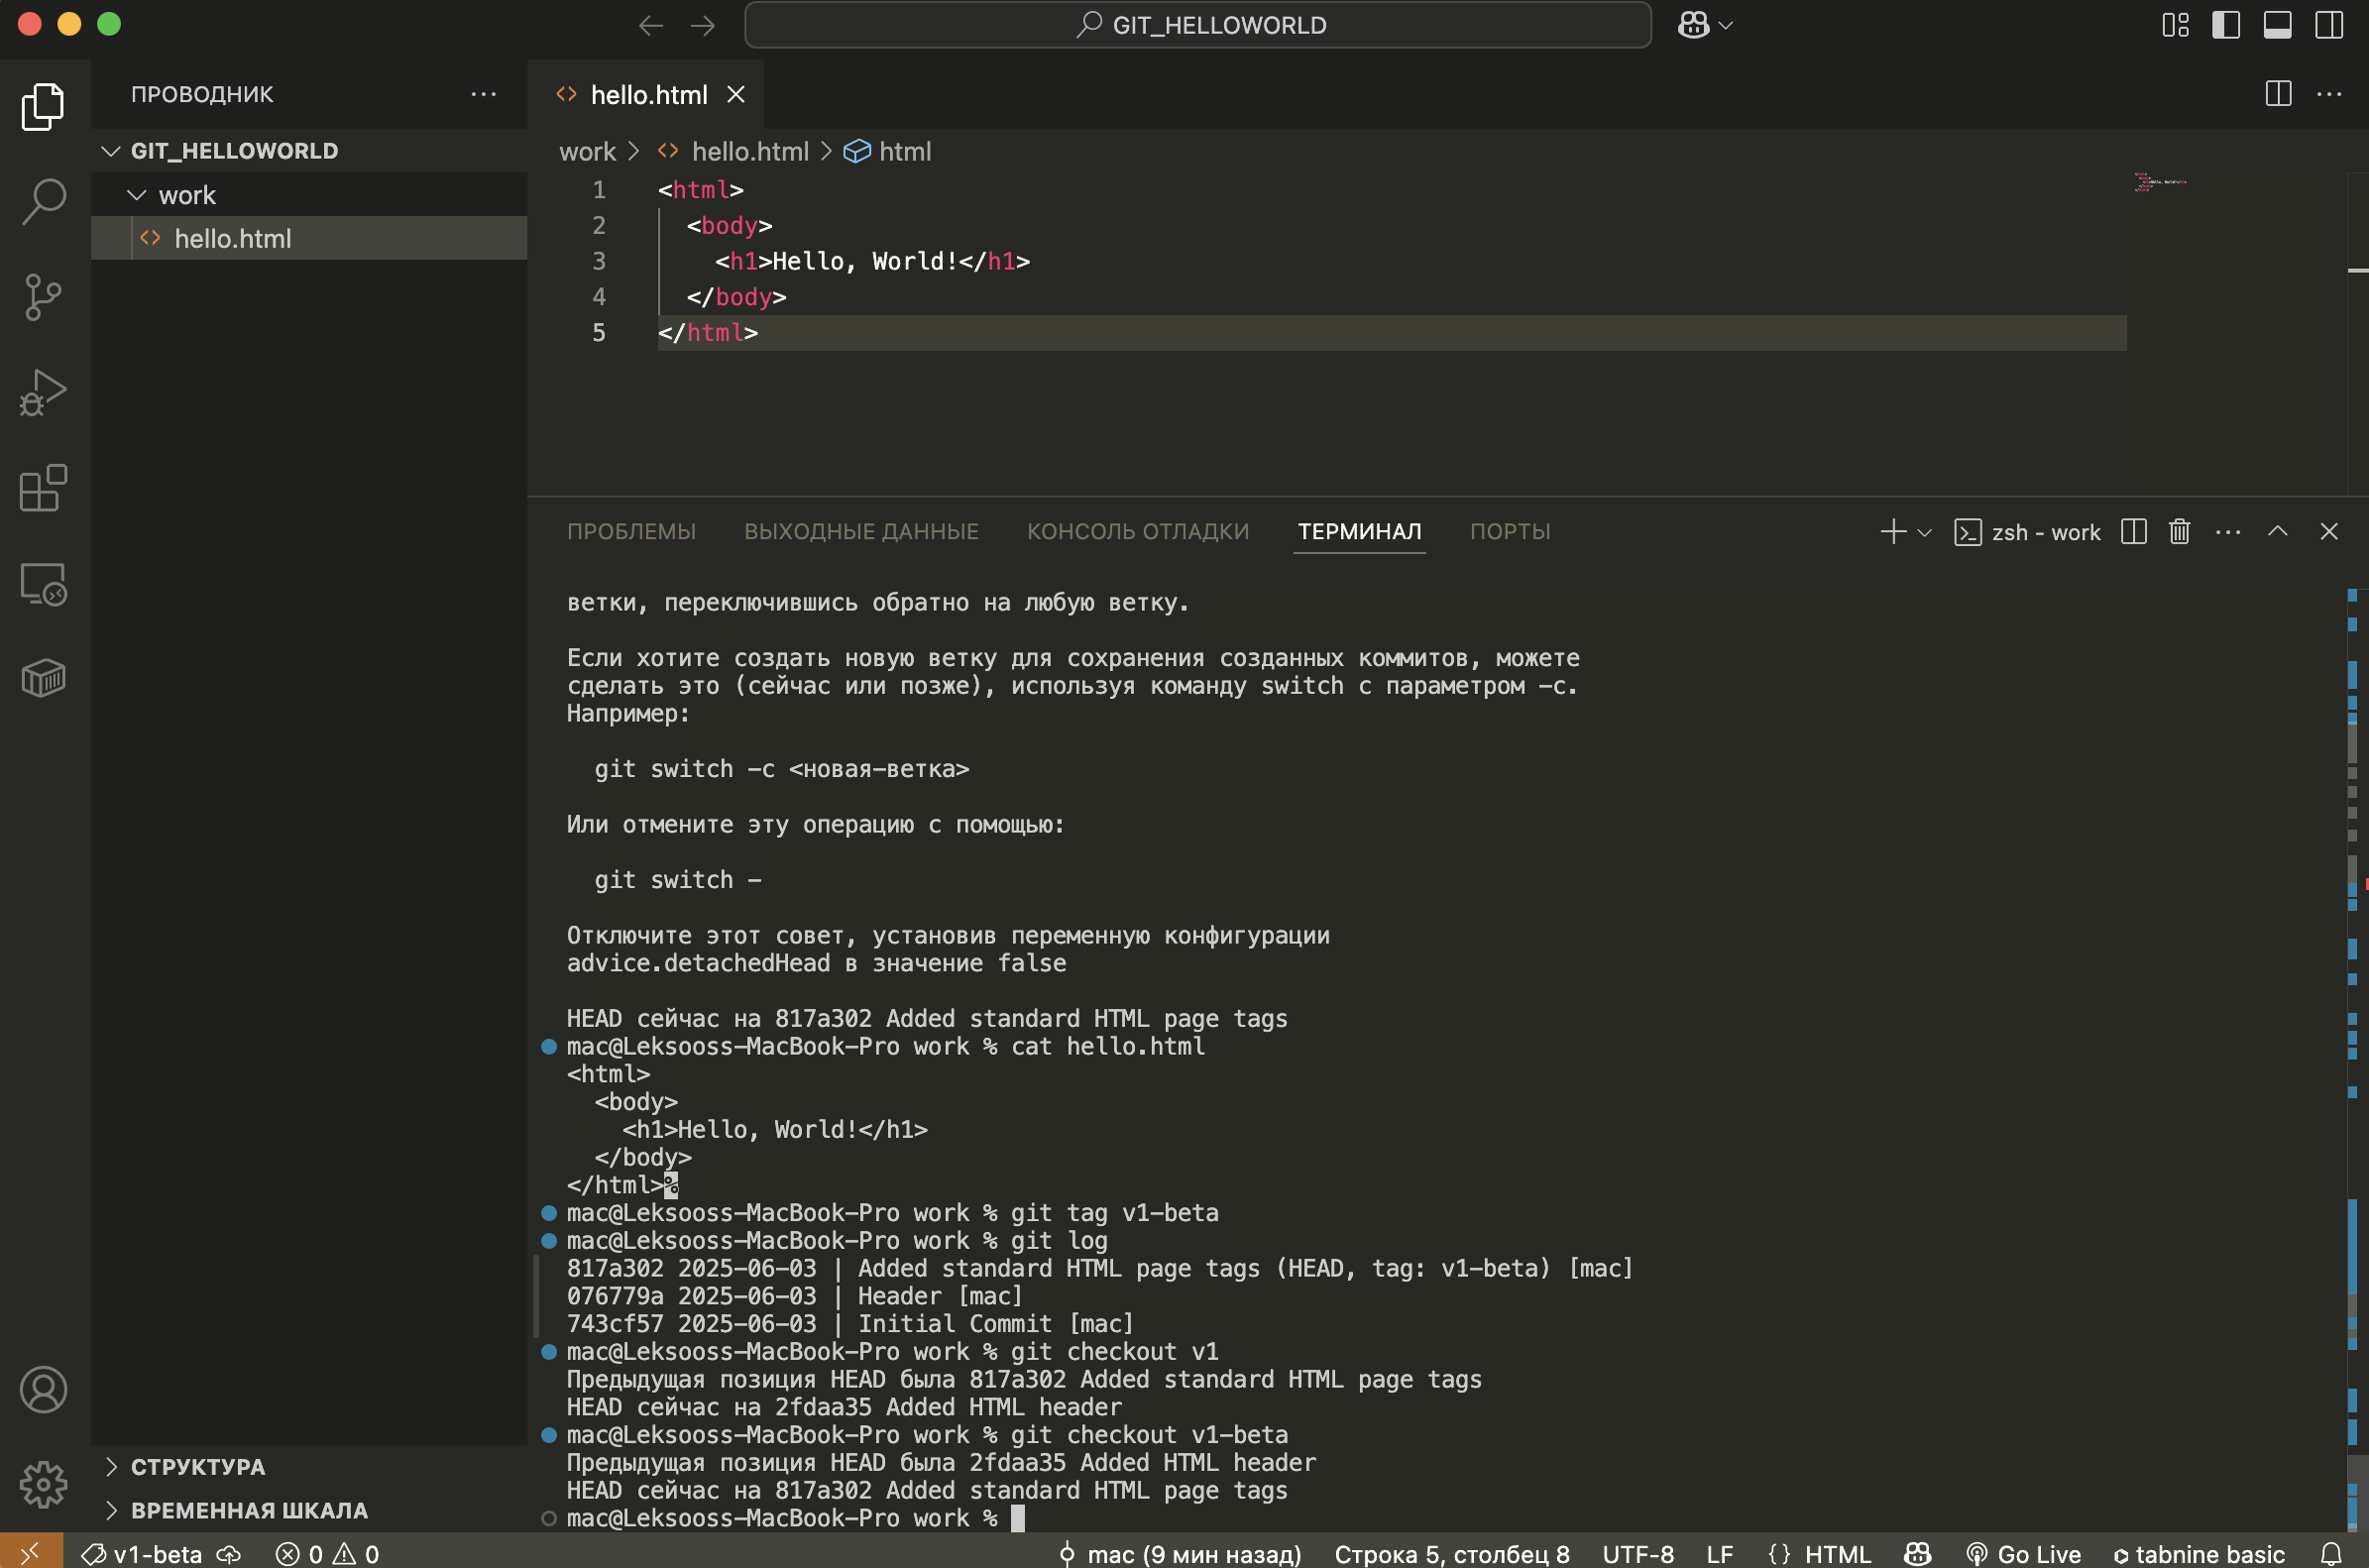 GIT_HELLOWORLD
ПРОВОДНИК
GIT_HELLOWORLD
work
hello.html
СТРУКТУРА
ВРЕМЕННАЯ ШКАЛА
hello.html
work > hello.html > html
1 <html>
2 <body>
3 <h1>Hello, World!</h1>
4 </body>
5 </html>
ПРОБЛЕМЫ ВЫХОДНЫЕ ДАННЫЕ КОНСОЛЬ ОТЛАДКИ ТЕРМИНАЛ ПОРТЫ zsh - work
ветки, переключившись обратно на любую ветку.
Если хотите создать новую ветку для сохранения созданных коммитов, можете
сделать это (сейчас или позже), используя команду switch с параметром -c.
Например:
git switch -c <новая-ветка>
Или отмените эту операцию с помощью:
git switch -
Отключите этот совет, установив переменную конфигурации
advice.detachedHead в значение false
HEAD сейчас на 817a302 Added standard HTML page tags
mac@Leksooss-MacBook-Pro work % cat hello.html
<html>
<body>
<h1>Hello, World!</h1>
</body>
</html>%
mac@Leksooss-MacBook-Pro work % git tag v1-beta
mac@Leksooss-MacBook-Pro work % git log
817a302 2025-06-03 | Added standard HTML page tags (HEAD, tag: v1-beta) [mac]
076779a 2025-06-03 | Header [mac]
743cf57 2025-06-03 | Initial Commit [mac]
mac@Leksooss-MacBook-Pro work % git checkout v1
Предыдущая позиция HEAD была 817a302 Added standard HTML page tags
HEAD сейчас на 2fdaa35 Added HTML header
mac@Leksooss-MacBook-Pro work % git checkout v1-beta
Предыдущая позиция HEAD была 2fdaa35 Added HTML header
HEAD сейчас на 817a302 Added standard HTML page tags
mac@Leksooss-MacBook-Pro work %
v1-beta 0 0 mac (9 мин назад) Строка 5, столбец 8 UTF-8 LF {} HTML Go Live tabnine basic